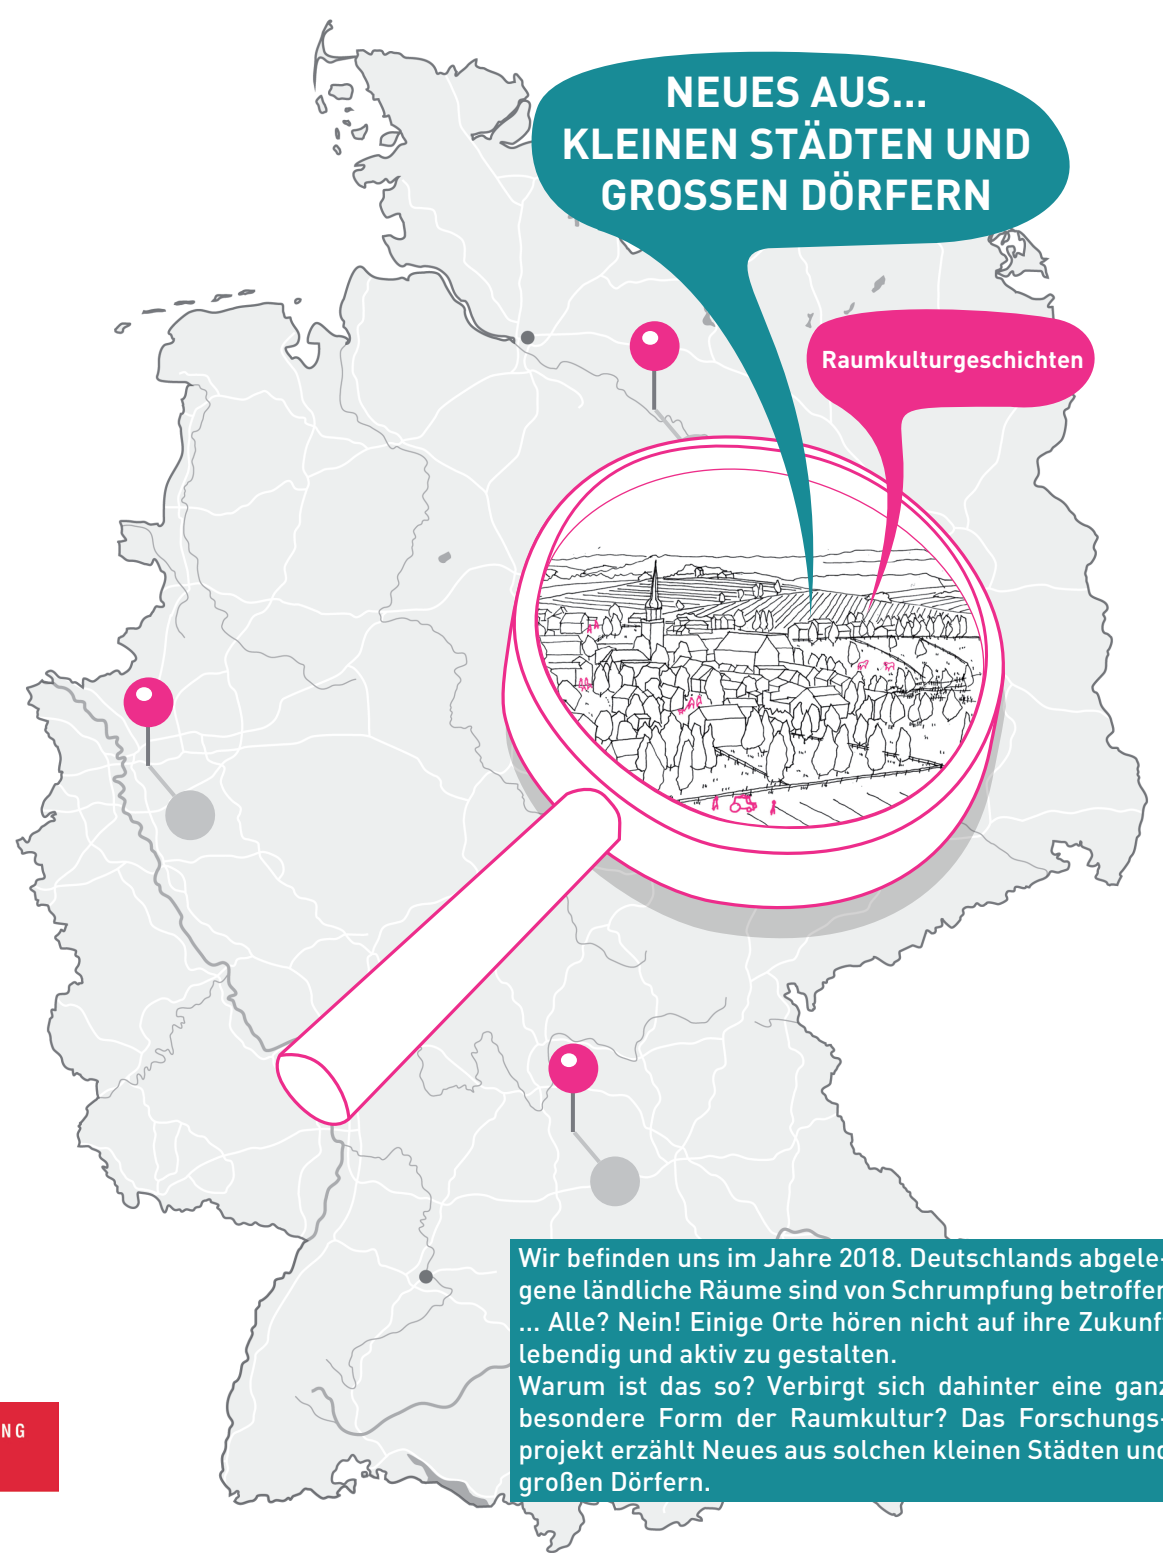 NEUES AUS...
KLEINEN STÄDTEN UND
GROSSEN DÖRFERN
Raumkulturgeschichten
Wir befinden uns im Jahre 2018. Deutschlands abgele-
gene ländliche Räume sind von Schrumpfung betroffen
... Alle? Nein! Einige Orte hören nicht auf ihre Zukunft
lebendig und aktiv zu gestalten.
Warum ist das so? Verbirgt sich dahinter eine ganz
besondere Form der Raumkultur? Das Forschungs-
projekt erzählt Neues aus solchen kleinen Städten und
großen Dörfern.
NG